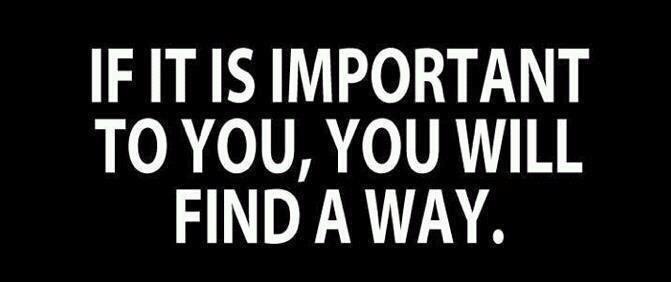 IF IT IS IMPORTANT
TO YOU, YOU WILL
FIND A WAY.